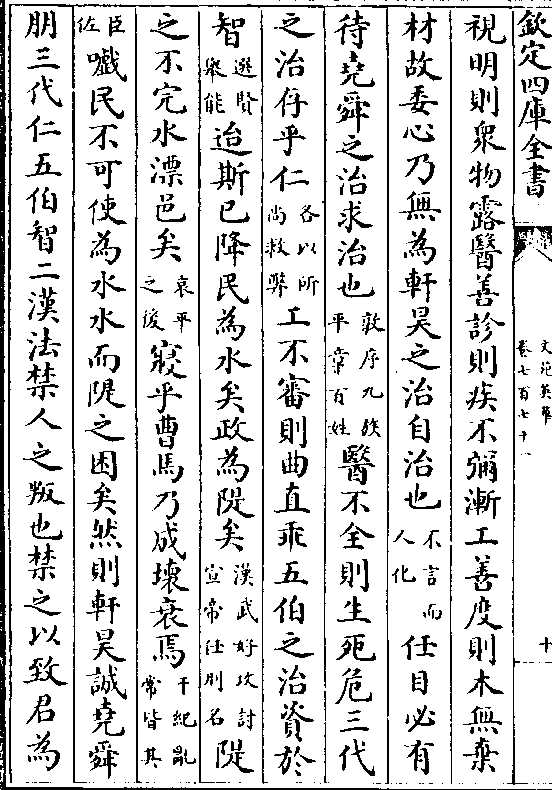 欽定四庫全書
文苑英華
卷七百七十一
十
視明則衆物露醫善診則疾不彌漸工善度則木無棄
材故委心乃無為軒昊之治自治也不言而人化任目必有
待堯舜之治求治也敦序九族平章百姓醫不全則生死危三代
之治存乎仁各以所尚救弊工不審則曲直乖五伯之治資於
智選賢舉能迨斯已降民為水矣政為隄矣漢武好攻討宣帝任刑名隄
之不完水漂邑矣哀平之後寖乎曹馬乃成壞衰焉干紀亂常皆其
臣佐嚱民不可使為水水而隄之困矣然則軒昊誠堯舜
朋三代仁五伯智二漢法禁人之叛也禁之以致君為